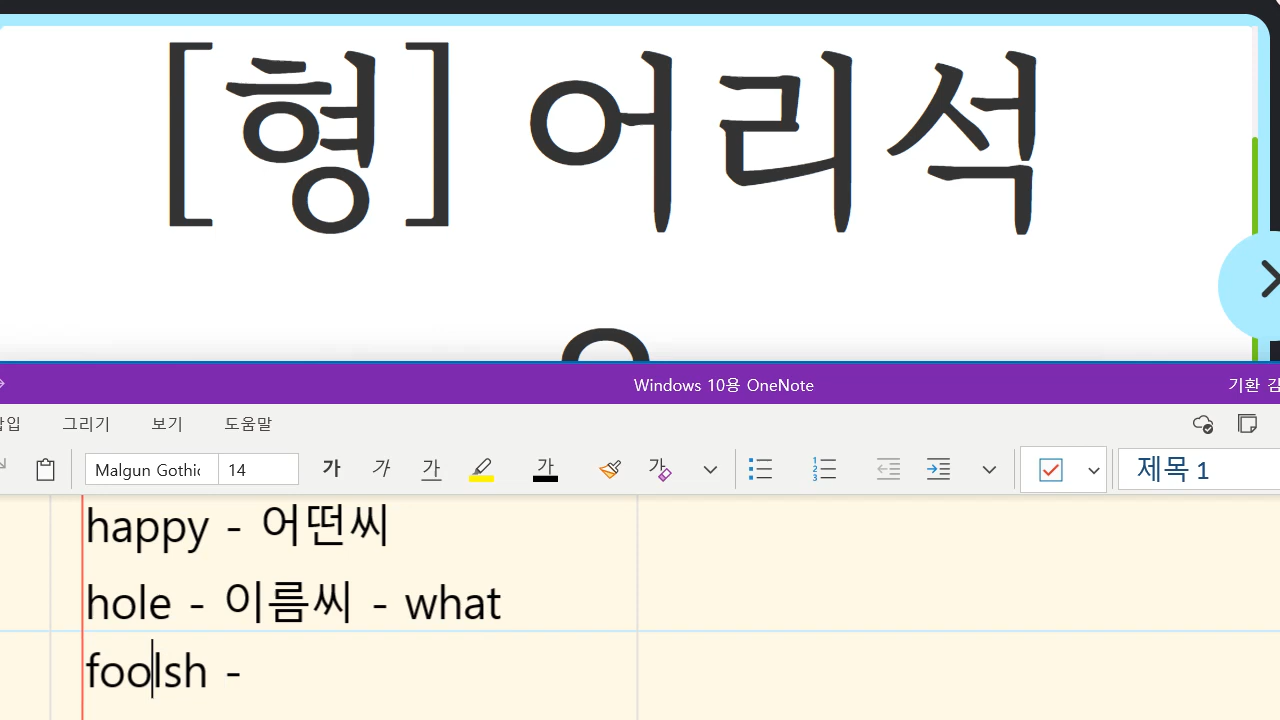 [형] 어리석
Windows 10용 OneNote
기환 김
삽입 그리기 보기 도움말
Malgun Gothic 14 가 가 가 가 가 제목 1
happy - 어떤씨
hole - 이름씨 - what
foolsh -